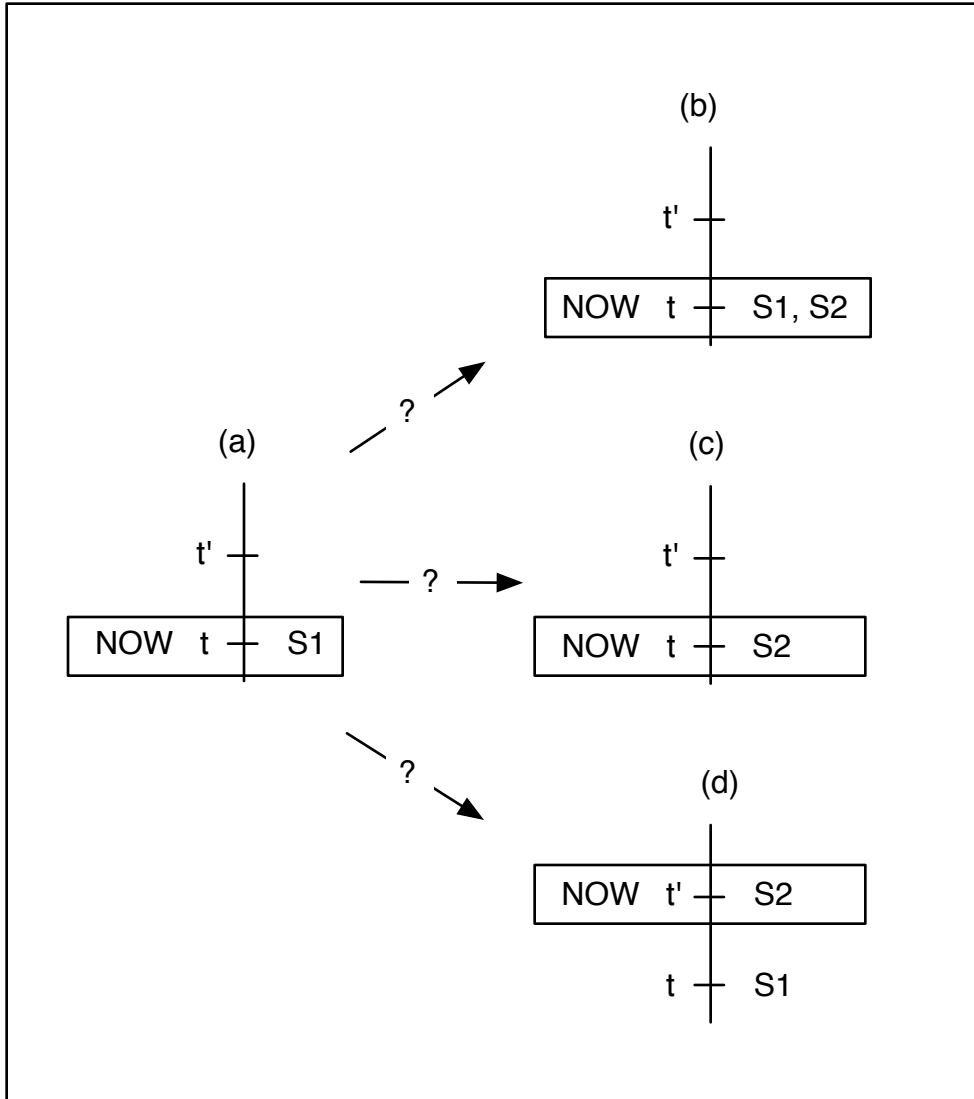 (b)
t'
NOW t S1, S2
?
(a)
t'
NOW t S1
?
(c)
t'
NOW t S2
?
(d)
NOW t' S2
t S1